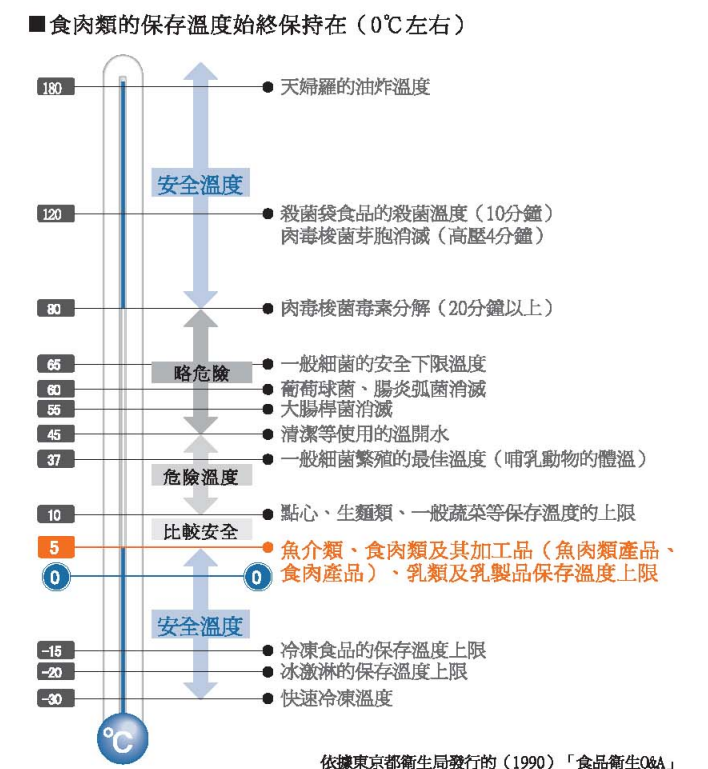 ■食肉類的保存溫度始終保持在（0℃左右）
180 ●天婦羅的油炸溫度
安全溫度
120 ●殺菌袋食品的殺菌溫度（10分鐘）
肉毒梭菌芽胞消滅（高壓4分鐘）
80 ●肉毒梭菌毒素分解（20分鐘以上）
65 ●一般細菌的安全下限溫度
略危險
60 ●葡萄球菌、腸炎弧菌消滅
55 ●大腸桿菌消滅
45 ●清潔等使用的溫開水
37 ●一般細菌繁殖的最佳溫度（哺乳動物的體溫）
危險溫度
10 ●點心、生麵類、一般蔬菜等保存溫度的上限
比較安全
5 ●魚介類、食肉類及其加工品（魚肉類產品、
0 0 食肉產品）、乳類及乳製品保存溫度上限
安全溫度
-15 ●冷凍食品的保存溫度上限
-20 ●冰激淋的保存溫度上限
-30 ●快速冷凍溫度
℃
依據東京都衛生局發行的（1990）「食品衛生Q&A」